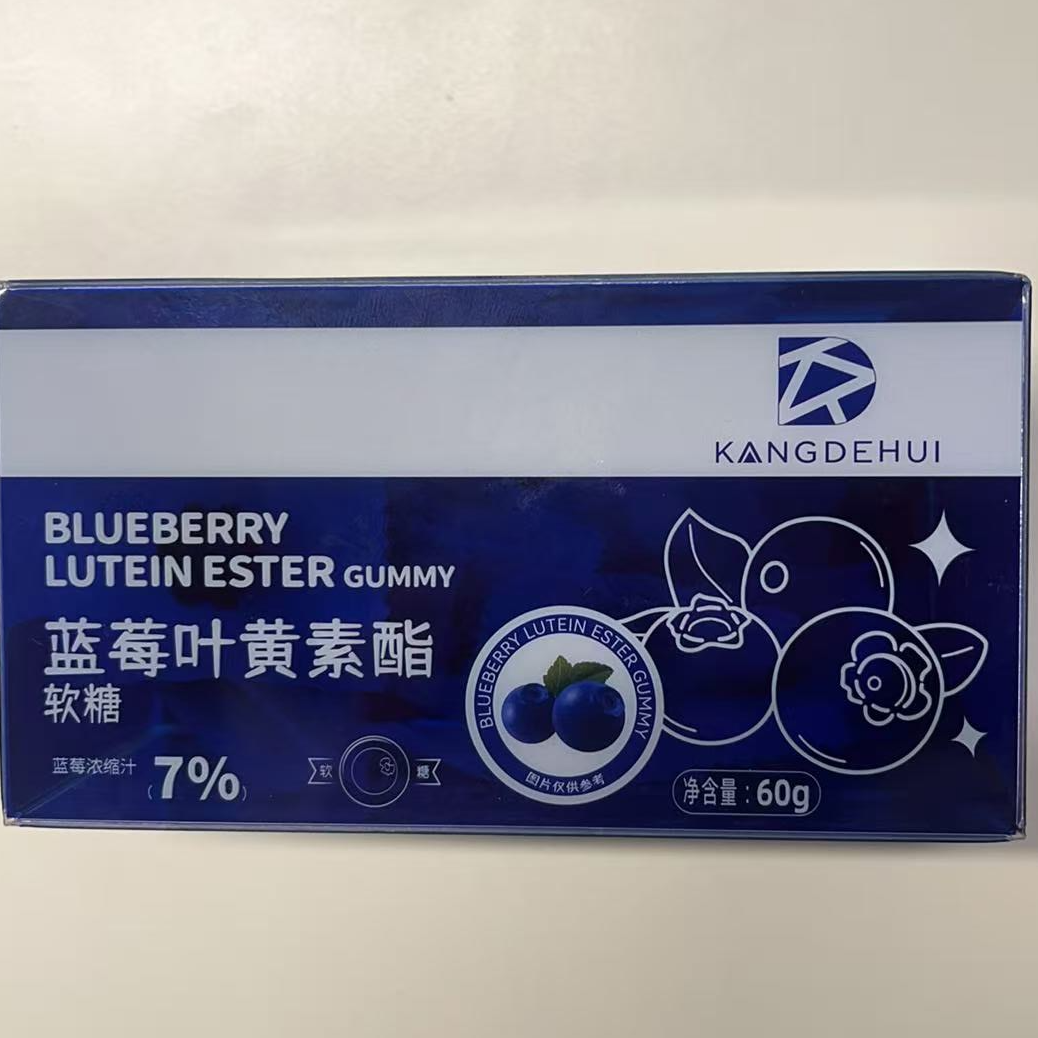 KANGDEHUI
BLUEBERRY
LUTEIN ESTER GUMMY
蓝莓叶黄素酯
软糖
蓝莓浓缩汁（7%）
软糖
BLUEBERRY LUTEIN ESTER GUMMY
图片仅供参考
净含量：60g